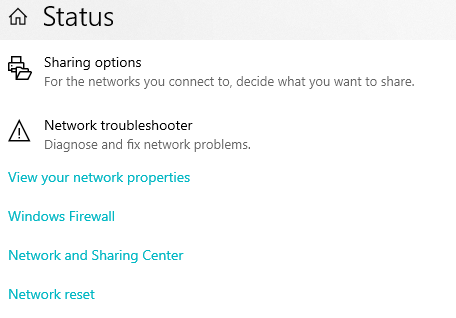 Status
Sharing options
For the networks you connect to, decide what you want to share.
Network troubleshooter
Diagnose and fix network problems.
View your network properties
Windows Firewall
Network and Sharing Center
Network reset